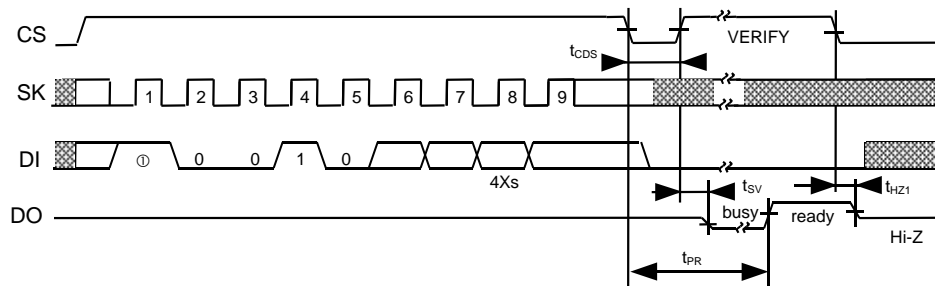 CS
VERIFY
tCDS
SK
1 2 3 4 5 6 7 8 9
DI
① 0 0 1 0
4Xs
tSV
tHZ1
DO
busy
ready
Hi-Z
tPR